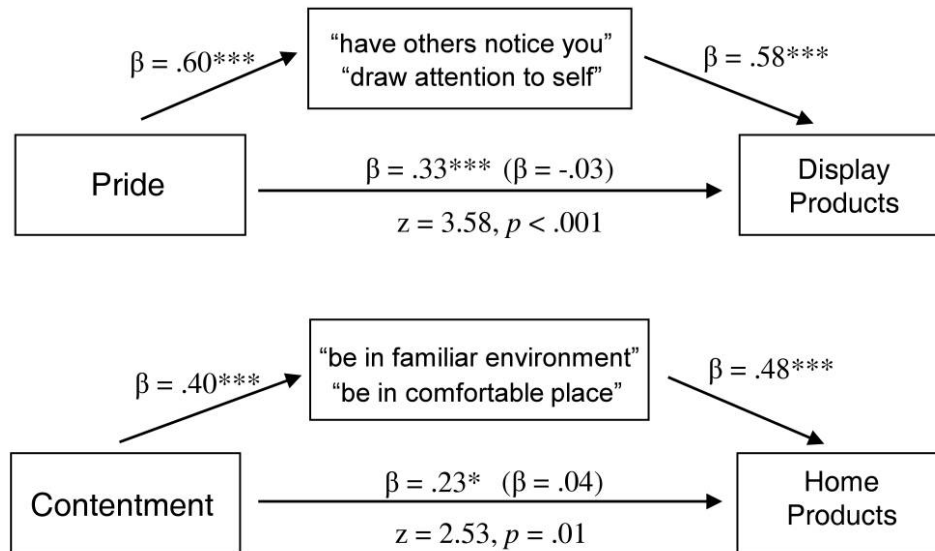 “have others notice you”
“draw attention to self”
β = .60***
β = .58***
Pride
β = .33*** (β = -.03)
z = 3.58, p < .001
Display
Products
“be in familiar environment”
“be in comfortable place”
β = .40***
β = .48***
Contentment
β = .23* (β = .04)
z = 2.53, p = .01
Home
Products